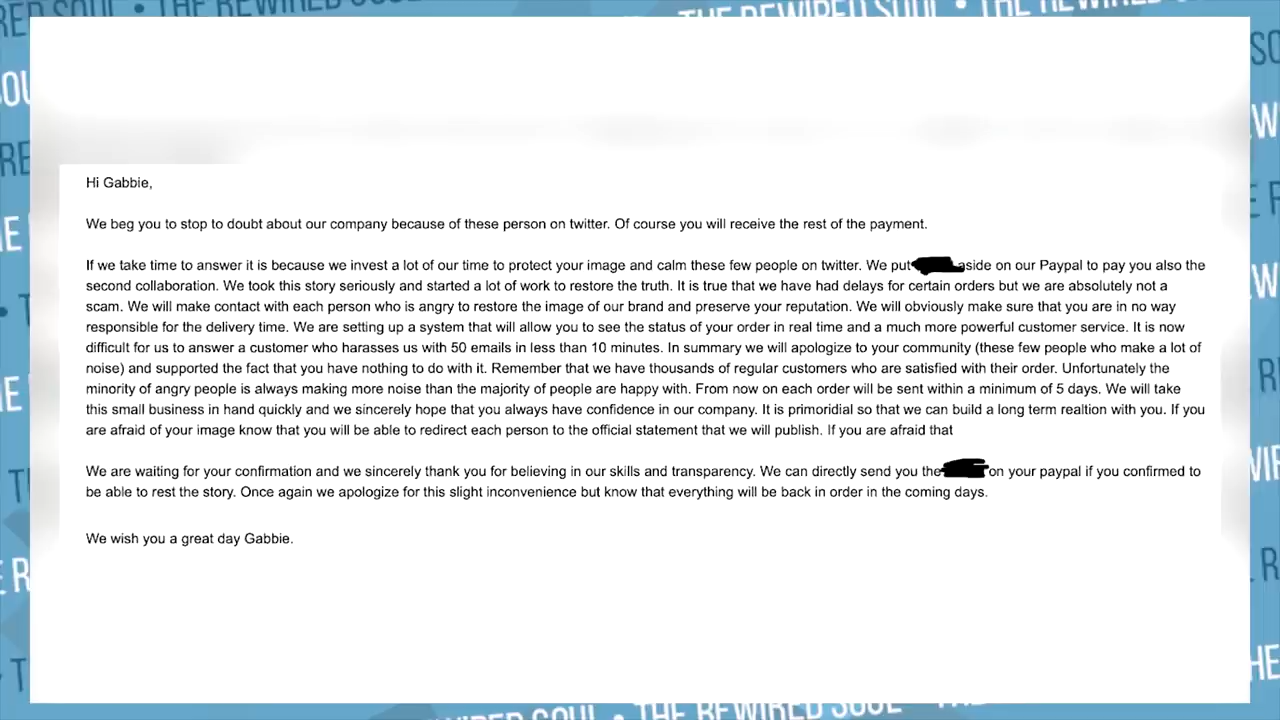 THE REWIRED SOUL • THE REWIRED SOUL
Hi Gabbie,
We beg you to stop to doubt about our company because of these person on twitter. Of course you will receive the rest of the payment.
If we take time to answer it is because we invest a lot of our time to protect your image and calm these few people on twitter. We put aside on our Paypal to pay you also the
second collaboration. We took this story seriously and started a lot of work to restore the truth. It is true that we have had delays for certain orders but we are absolutely not a
scam. We will make contact with each person who is angry to restore the image of our brand and preserve your reputation. We will obviously make sure that you are in no way
responsible for the delivery time. We are setting up a system that will allow you to see the status of your order in real time and a much more powerful customer service. It is now
difficult for us to answer a customer who harasses us with 50 emails in less than 10 minutes. In summary we will apologize to your community (these few people who make a lot of
noise) and supported the fact that you have nothing to do with it. Remember that we have thousands of regular customers who are satisfied with their order. Unfortunately the
minority of angry people is always making more noise than the majority of people are happy with. From now on each order will be sent within a minimum of 5 days. We will take
this small business in hand quickly and we sincerely hope that you always have confidence in our company. It is primoridial so that we can build a long term realtion with you. If you
are afraid of your image know that you will be able to redirect each person to the official statement that we will publish. If you are afraid that
We are waiting for your confirmation and we sincerely thank you for believing in our skills and transparency. We can directly send you the on your paypal if you confirmed to
be able to rest the story. Once again we apologize for this slight inconvenience but know that everything will be back in order in the coming days.
We wish you a great day Gabbie.
SOUL • THE REWIRED SOUL •